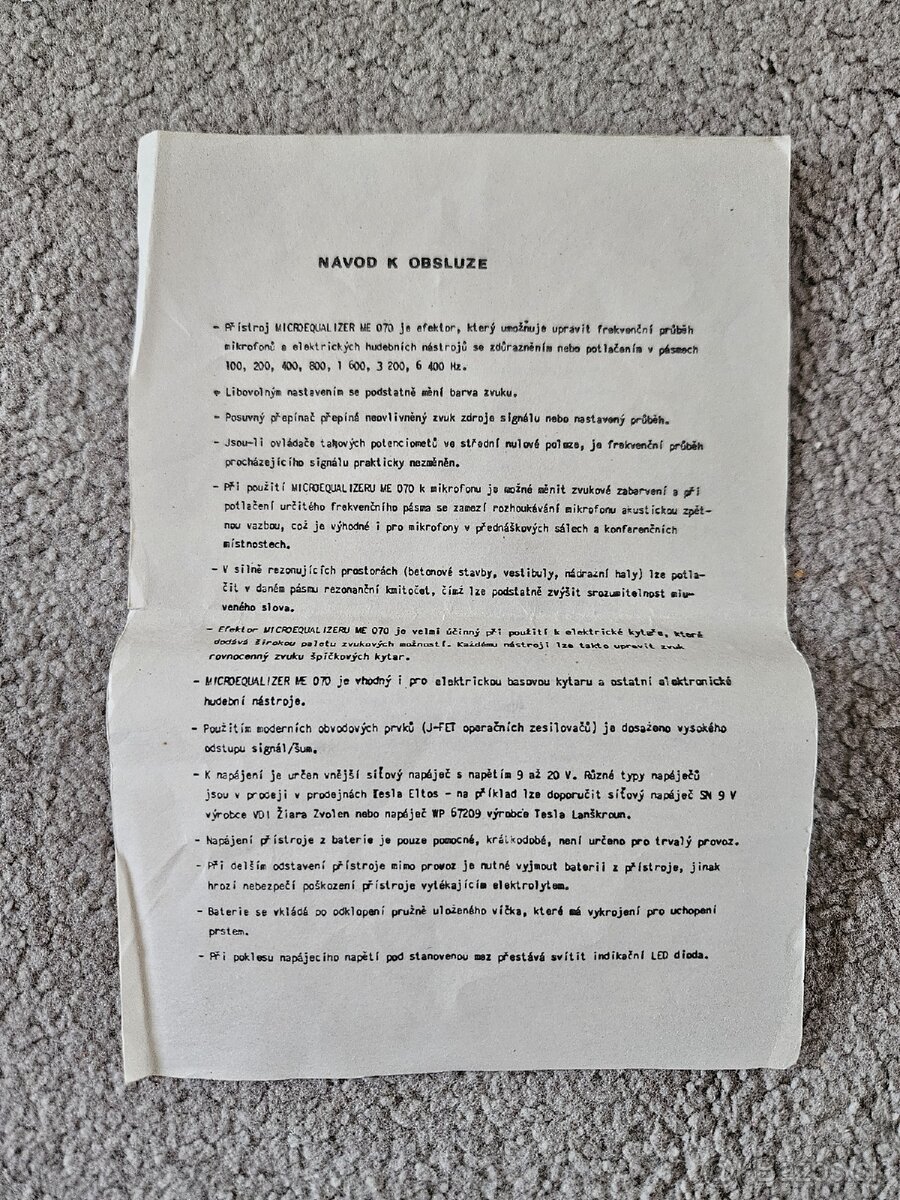 NÁVOD K OBSLUZE
- Přístroj MICROEQUALIZER ME 070 je efektor, který umožňuje upravit frekvenční průběh
mikrofonů a elektrických hudebních nástrojů se zdůrazněním nebo potlačením v pásmech
100, 200, 400, 800, 1 600, 3 200, 6 400 Hz.
- Libovolným nastavením se podstatně mění barva zvuku.
- Posuvný přepínač přepíná neovlivněný zvuk zdroje signálu nebo nastavený průběh.
- Jsou-li ovládače tahových potenciometů ve střední nulové poloze, je frekvenční průběh
procházejícího signálu prakticky nezměněn.
- Při použití MICROEQUALIZERU ME 070 k mikrofonu je možné měnit zvukové zabarvení a při
potlačení určitého frekvenčního pásma se zamezí rozhoukávání mikrofonu akustickou zpět-
nou vazbou, což je výhodné i pro mikrofony v přednáškových sálech a konferenčních
místnostech.
- V silně rezonujících prostorách (betonové stavby, vestibuly, nádražní haly) lze potla-
čit v daném pásmu rezonanční kmitočet, čímž lze podstatně zvýšit srozumitelnost mlu-
veného slova.
- Efektor MICROEQUALIZERU ME 070 je velmi účinný při použití k elektrické kytaře, které
dodává širokou paletu zvukových možností. Každému nástroji lze takto upravit zvuk
rovnocenný zvuku špičkových kytar.
- MICROEQUALIZER ME 070 je vhodný i pro elektrickou basovou kytaru a ostatní elektronické
hudební nástroje.
- Použitím moderních obvodových prvků (J-FET operačních zesilovačů) je dosaženo vysokého
odstupu signál/šum.
- K napájení je určen vnější síťový napáječ s napětím 9 až 20 V. Různé typy napáječů
jsou v prodeji v prodejnách Tesla Eltos - na příklad lze doporučit síťový napáječ SN 9 V
výrobce VDI Žiara Zvolen nebo napáječ WP 67209 výrobce Tesla Lanškroun.
- Napájení přístroje z baterie je pouze pomocné, krátkodobé, není určeno pro trvalý provoz.
- Při delším odstavení přístroje mimo provoz je nutné vyjmout baterii z přístroje, jinak
hrozí nebezpečí poškození přístroje vytékajícím elektrolytem.
- Baterie se vkládá po odklopení pružně uloženého víčka, které má vykrojení pro uchopení
prstem.
- Při poklesu napájecího napětí pod stanovenou mez přestává svítit indikační LED dioda.